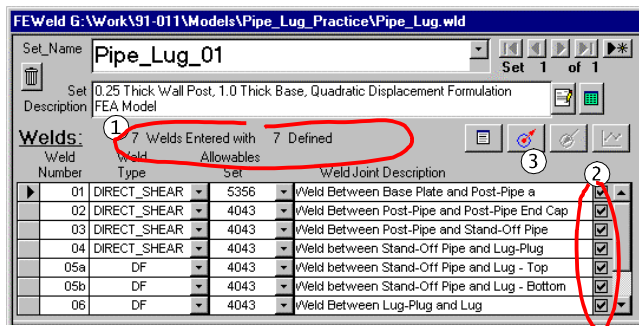 FEWeld G:\Work\91-011\Models\Pipe_Lug_Practice\Pipe_Lug.wld
Set_Name Pipe_Lug_01
Set 1 of 1
Set Description 0.25 Thick Wall Post, 1.0 Thick Base, Quadratic Displacement Formulation
FEA Model
1
Welds: 7 Welds Entered with 7 Defined
3
2
Weld Number Weld Type Allowables Set Weld Joint Description
01 DIRECT_SHEAR 5356 Weld Between Base Plate and Post-Pipe a
02 DIRECT_SHEAR 4043 Weld Between Post-Pipe and Post-Pipe End Cap
03 DIRECT_SHEAR 4043 Weld Between Post-Pipe and Stand-Off Pipe
04 DIRECT_SHEAR 4043 Weld Between Stand-Off Pipe and Lug-Plug
05a DF 4043 Weld between Stand-Off Pipe and Lug - Top
05b DF 4043 Weld between Stand-Off Pipe and Lug - Bottom
06 DF 4043 Weld Between Lug-Plug and Lug